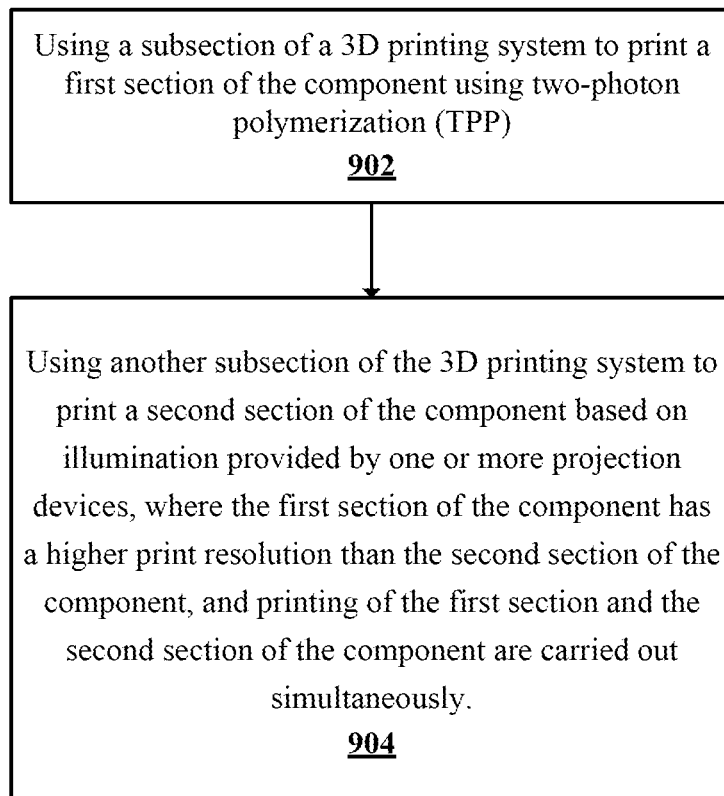 Using a subsection of a 3D printing system to print a
first section of the component using two-photon
polymerization (TPP)
902
Using another subsection of the 3D printing system to
print a second section of the component based on
illumination provided by one or more projection
devices, where the first section of the component has
a higher print resolution than the second section of the
component, and printing of the first section and the
second section of the component are carried out
simultaneously.
904